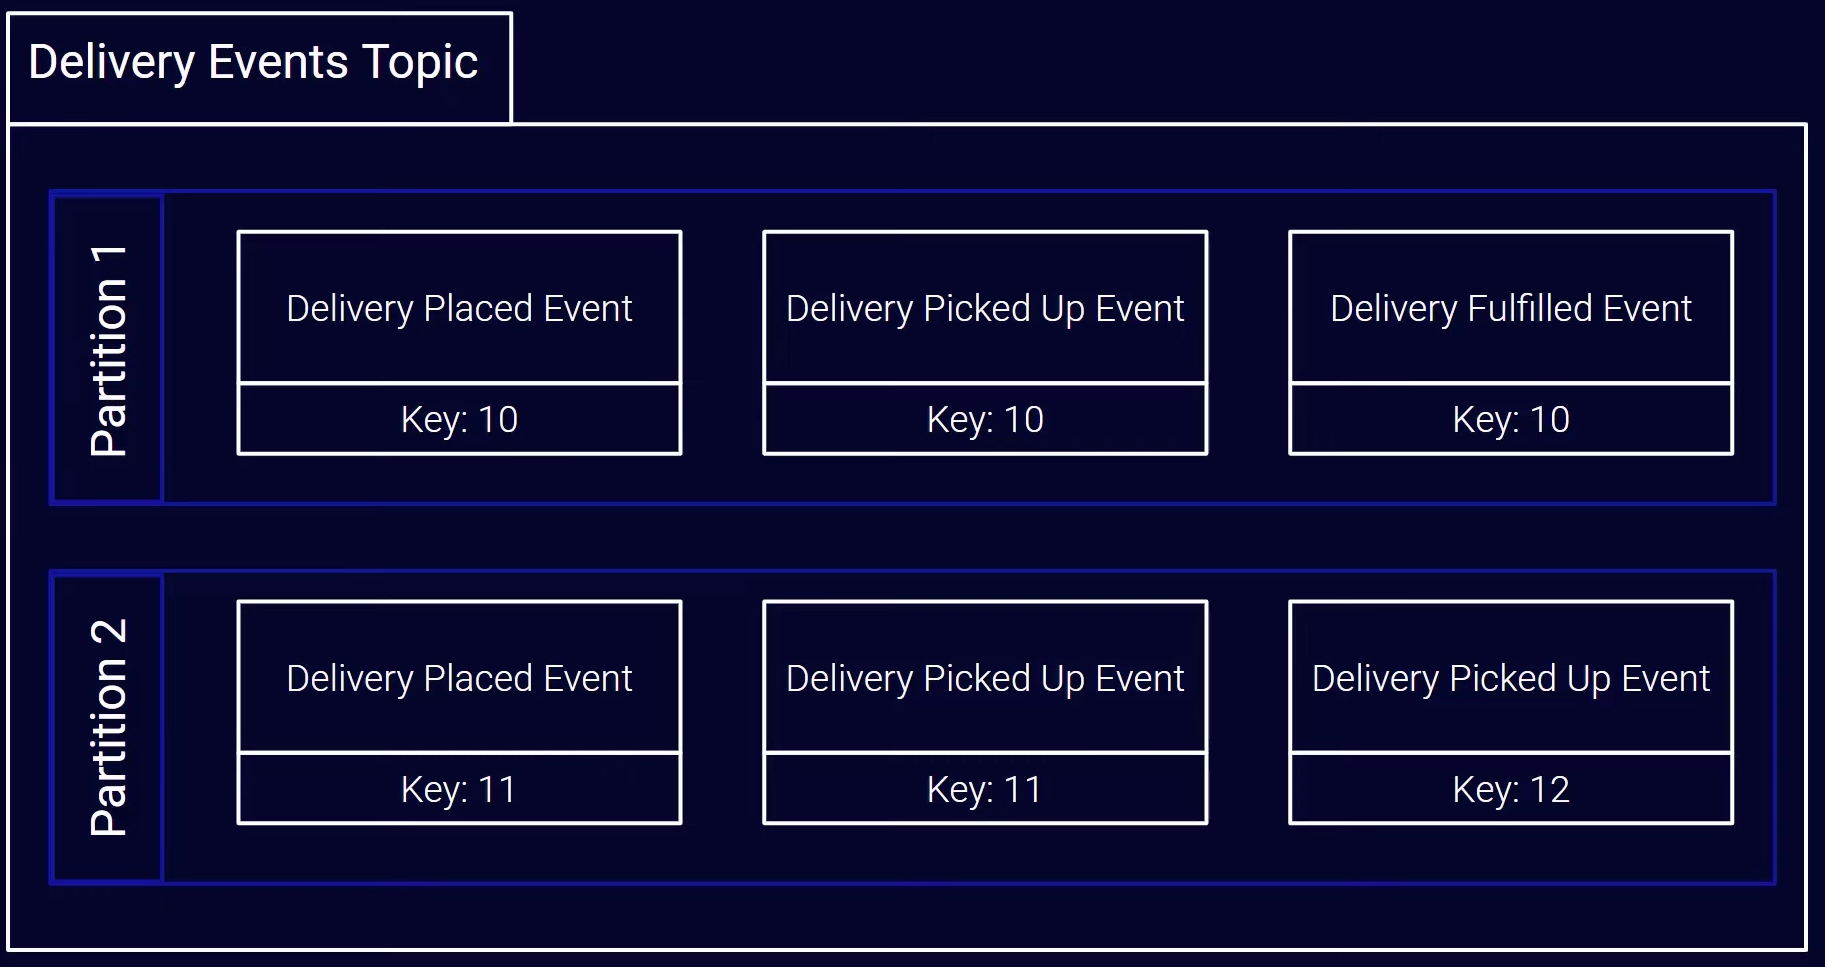 Delivery Events Topic
Partition 1
Delivery Placed Event
Key: 10
Delivery Picked Up Event
Key: 10
Delivery Fulfilled Event
Key: 10
Partition 2
Delivery Placed Event
Key: 11
Delivery Picked Up Event
Key: 11
Delivery Picked Up Event
Key: 12